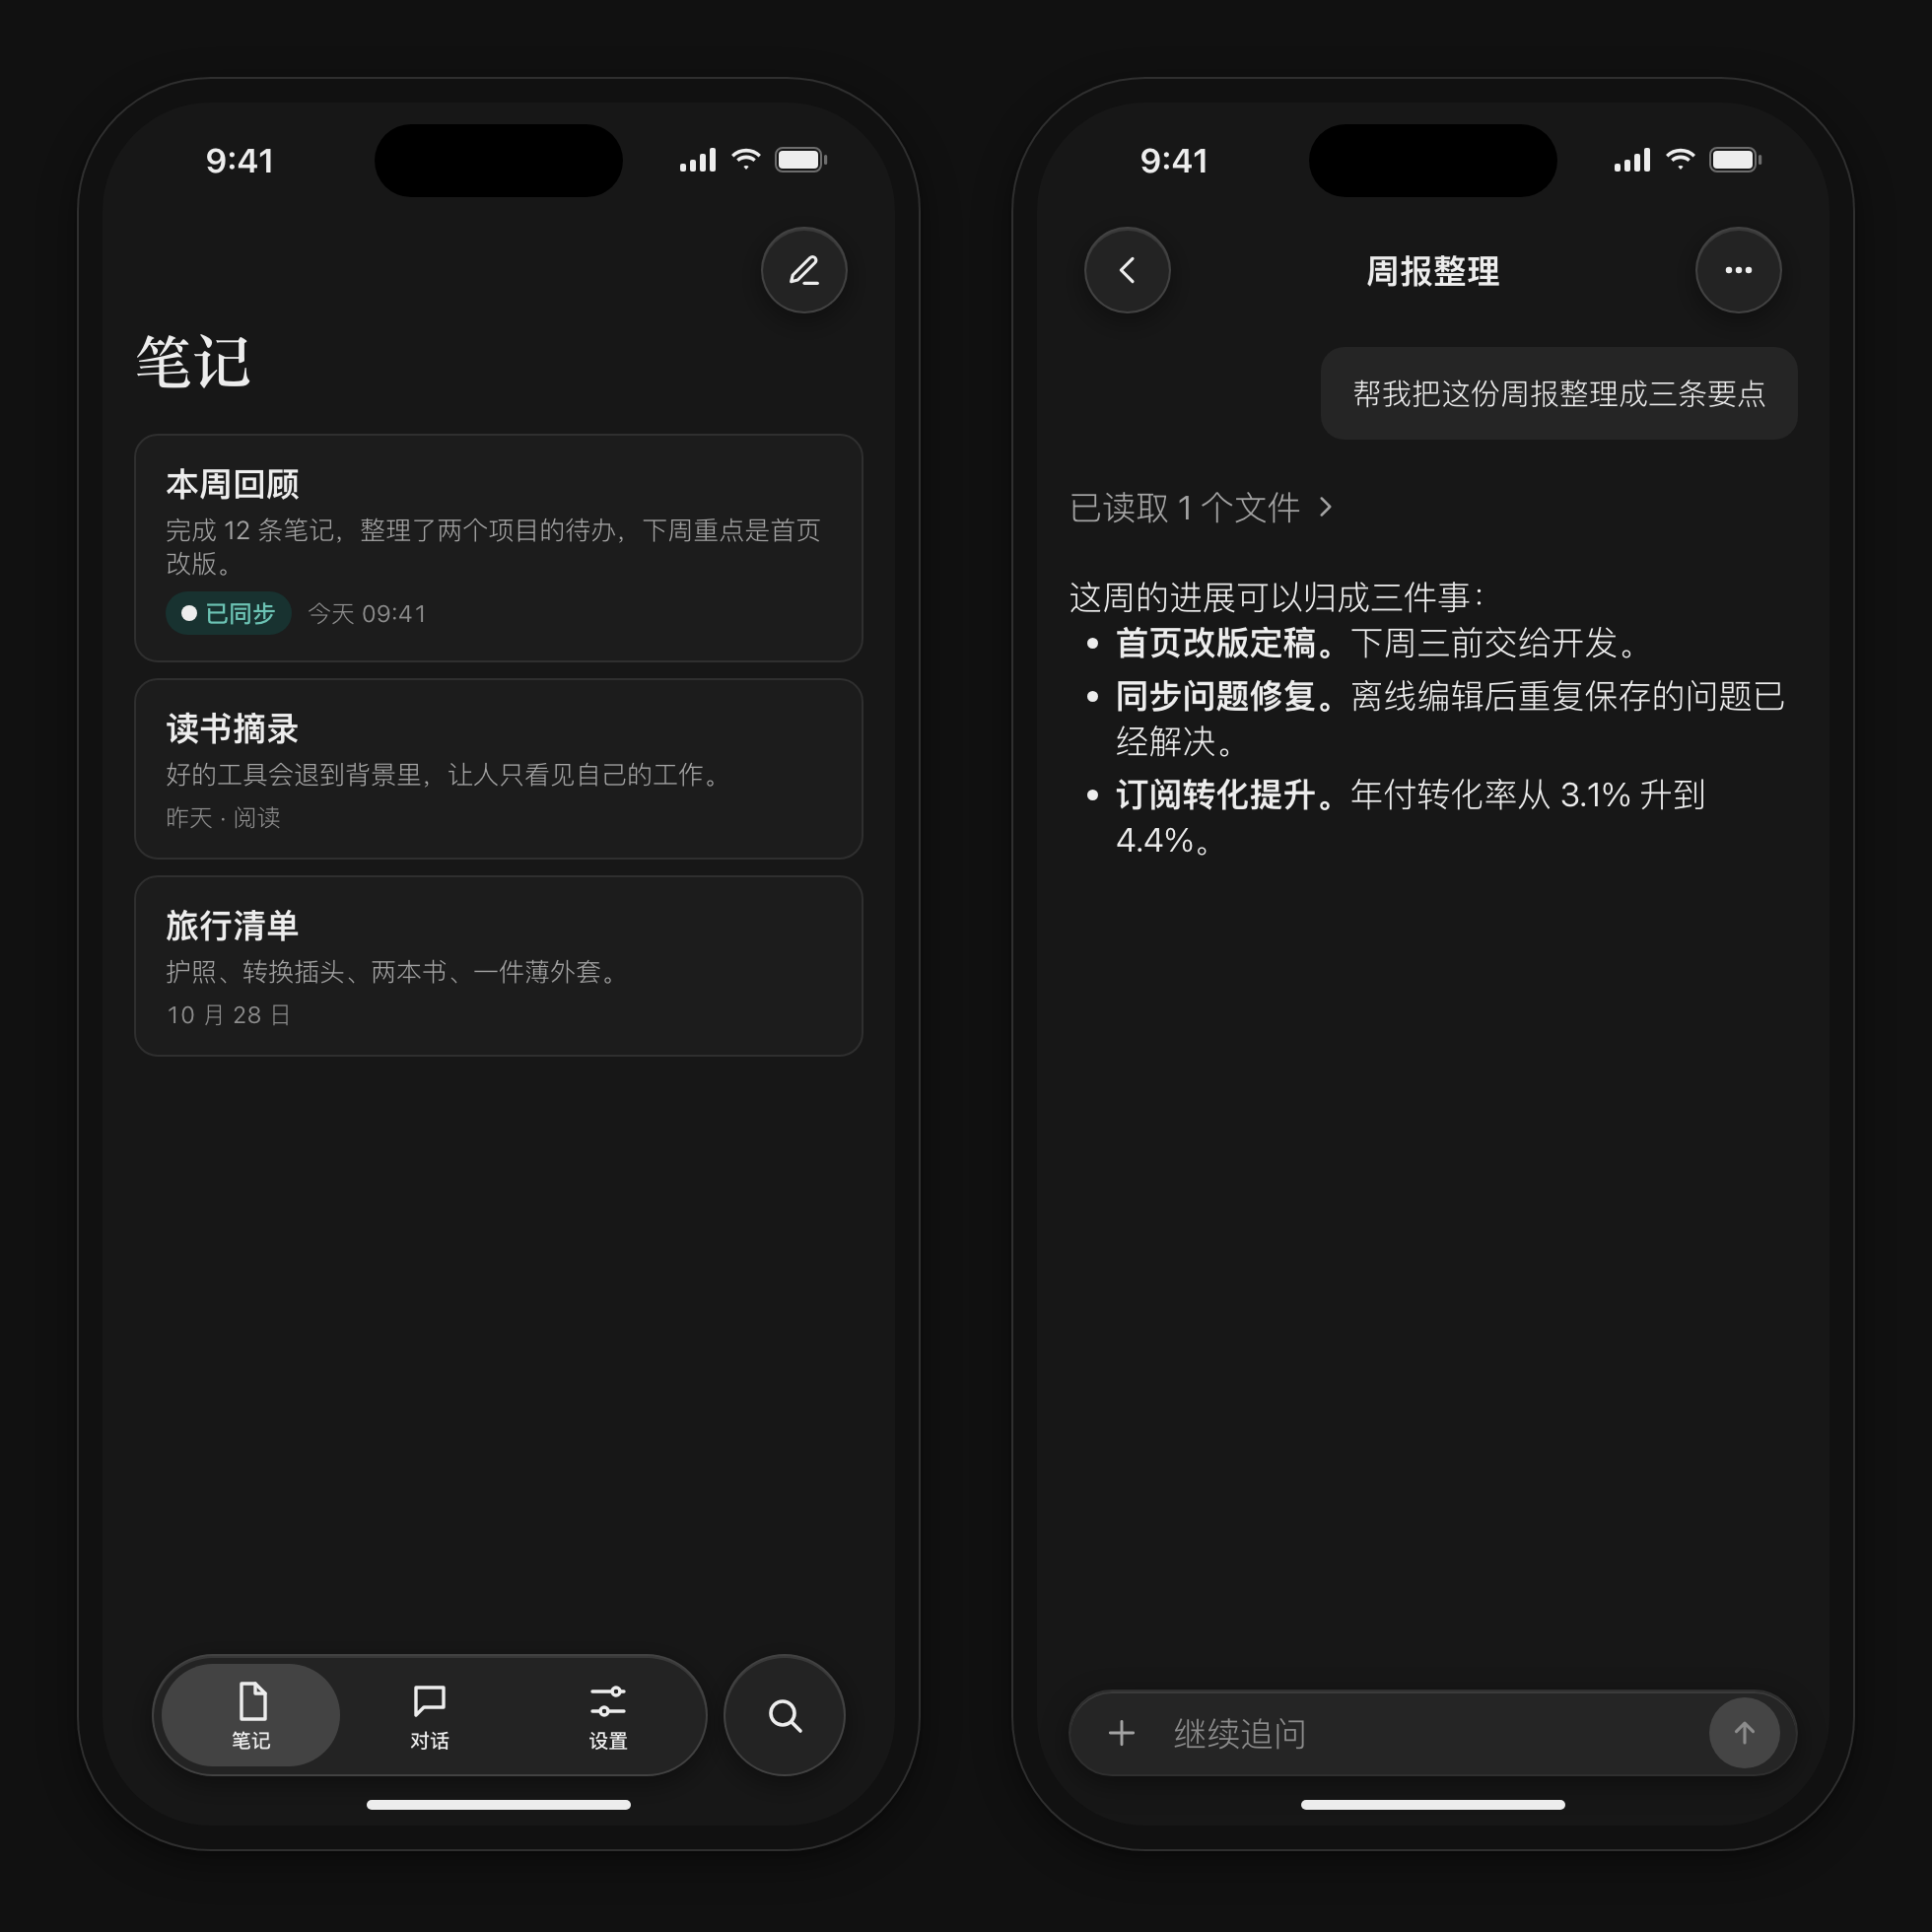 9:41
笔记
本周回顾
完成 12 条笔记，整理了两个项目的待办，下周重点是首页
改版。
已同步 今天 09:41
读书摘录
好的工具会退到背景里，让人只看见自己的工作。
昨天 · 阅读
旅行清单
护照、转换插头、两本书、一件薄外套。
10 月 28 日
笔记 对话 设置
9:41
周报整理
帮我把这份周报整理成三条要点
已读取 1 个文件
这周的进展可以归成三件事：
首页改版定稿。下周三前交给开发。
同步问题修复。离线编辑后重复保存的问题已
经解决。
订阅转化提升。年付转化率从 3.1% 升到
4.4%。
继续追问